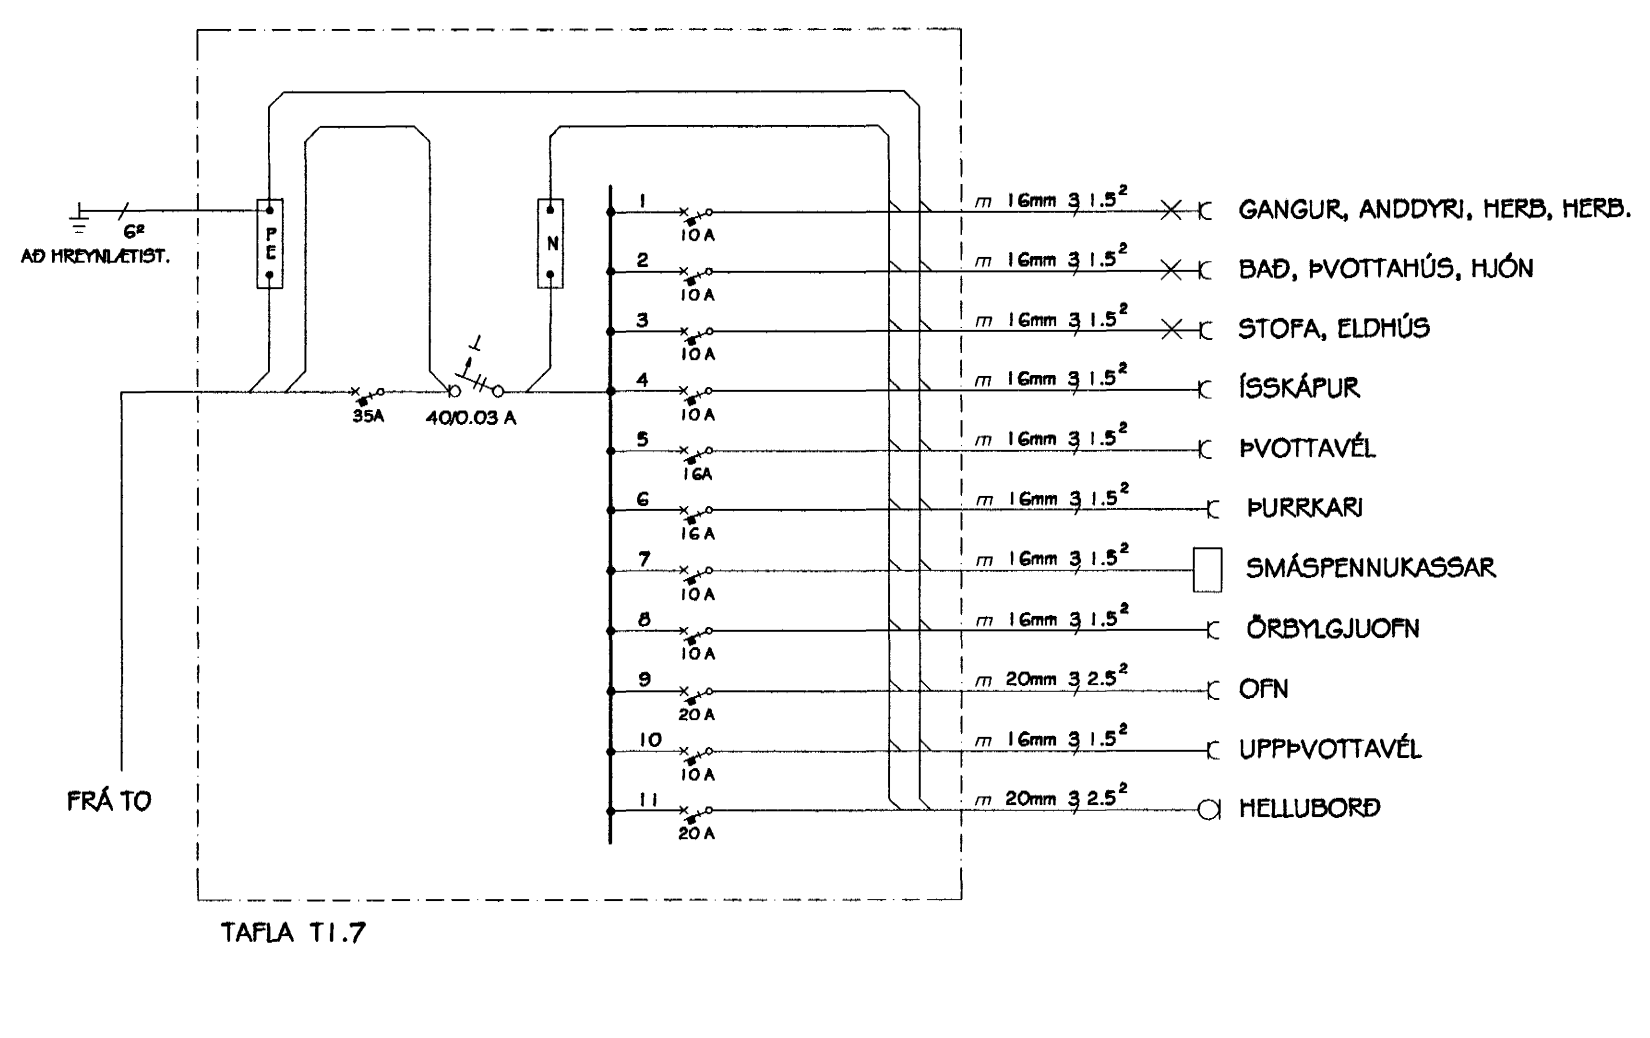 1 10A m 16mm 3 1.5² GANGUR, ANDDYRI, HERB, HERB.
6²
PE
N
AÐ HREYNLÆTIST.
2 10A m 16mm 3 1.5² BAÐ, ÞVOTTAHÚS, HJÓN
3 10A m 16mm 3 1.5² STOFA, ELDHÚS
4 10A m 16mm 3 1.5² ÍSSKÁPUR
35A
40/0.03 A
5 16A m 16mm 3 1.5² ÞVOTTAVÉL
6 16A m 16mm 3 1.5² ÞURRKARI
7 10A m 16mm 3 1.5² SMÁSPENNUKASSAR
8 10A m 16mm 3 1.5² ÖRBYLGJUOFN
9 20A m 20mm 3 2.5² OFN
10 10A m 16mm 3 1.5² UPPÞVOTTAVÉL
11 20A m 20mm 3 2.5² HELLUBORÐ
FRÁ TO
TAFLA T1.7